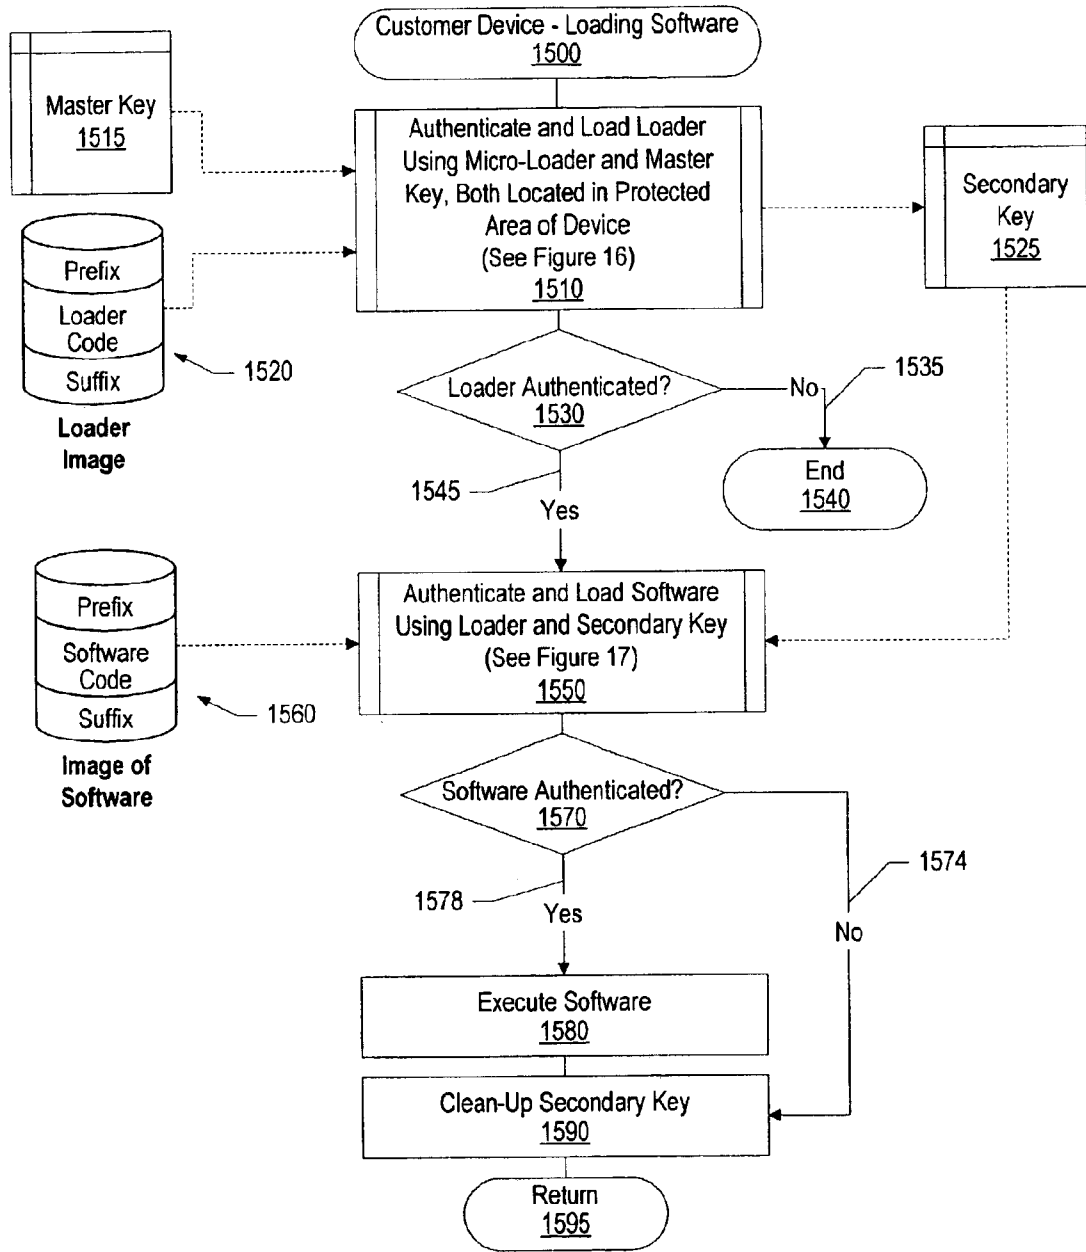 Customer Device - Loading Software
1500
Master Key
1515
Authenticate and Load Loader
Using Micro-Loader and Master
Key, Both Located in Protected
Area of Device
(See Figure 16)
1510
Secondary
Key
1525
Prefix
Loader
Code
Suffix
1520
Loader
Image
Loader Authenticated?
1530
No
1535
End
1540
1545
Yes
Prefix
Software
Code
Suffix
1560
Image of
Software
Authenticate and Load Software
Using Loader and Secondary Key
(See Figure 17)
1550
Software Authenticated?
1570
1574
No
1578
Yes
Execute Software
1580
Clean-Up Secondary Key
1590
Return
1595